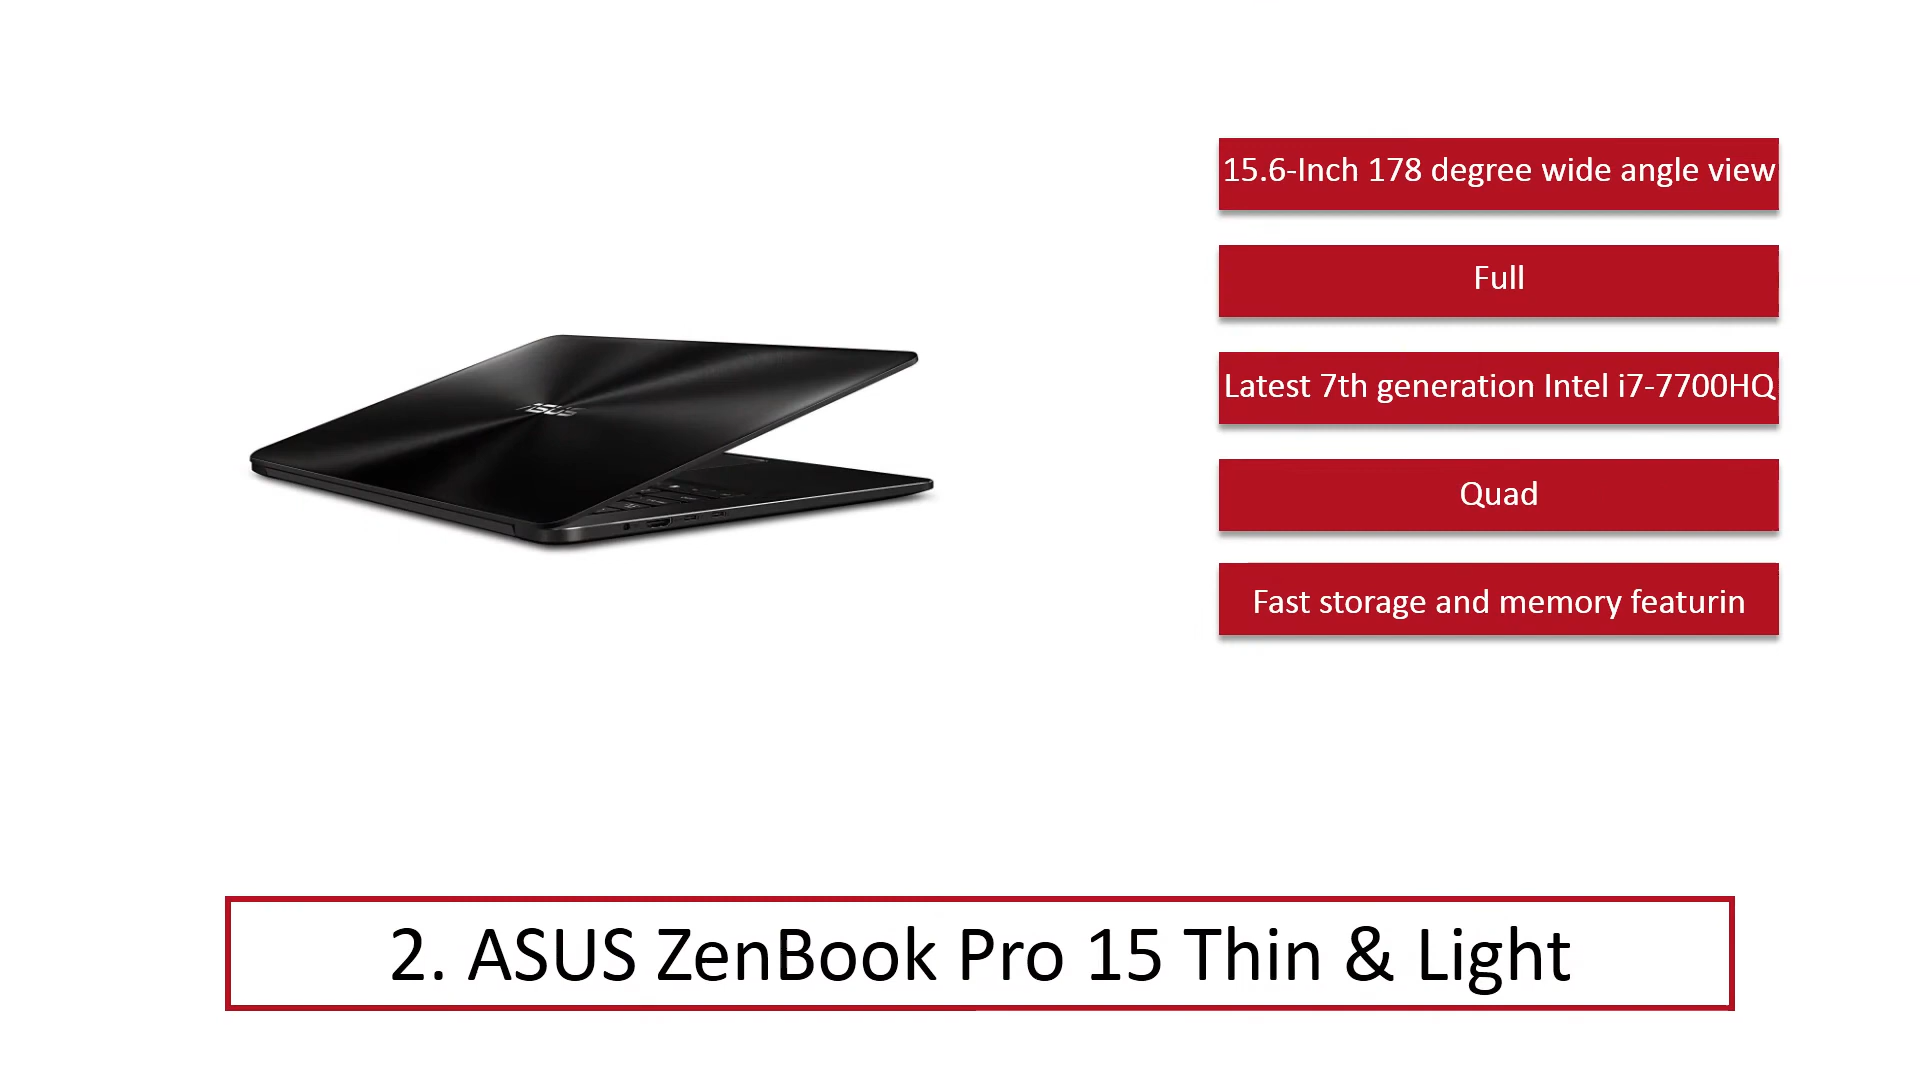 15.6-Inch 178 degree wide angle view
Full
Latest 7th generation Intel i7-7700HQ
Quad
Fast storage and memory featurin
ASUS
2. ASUS ZenBook Pro 15 Thin & Light